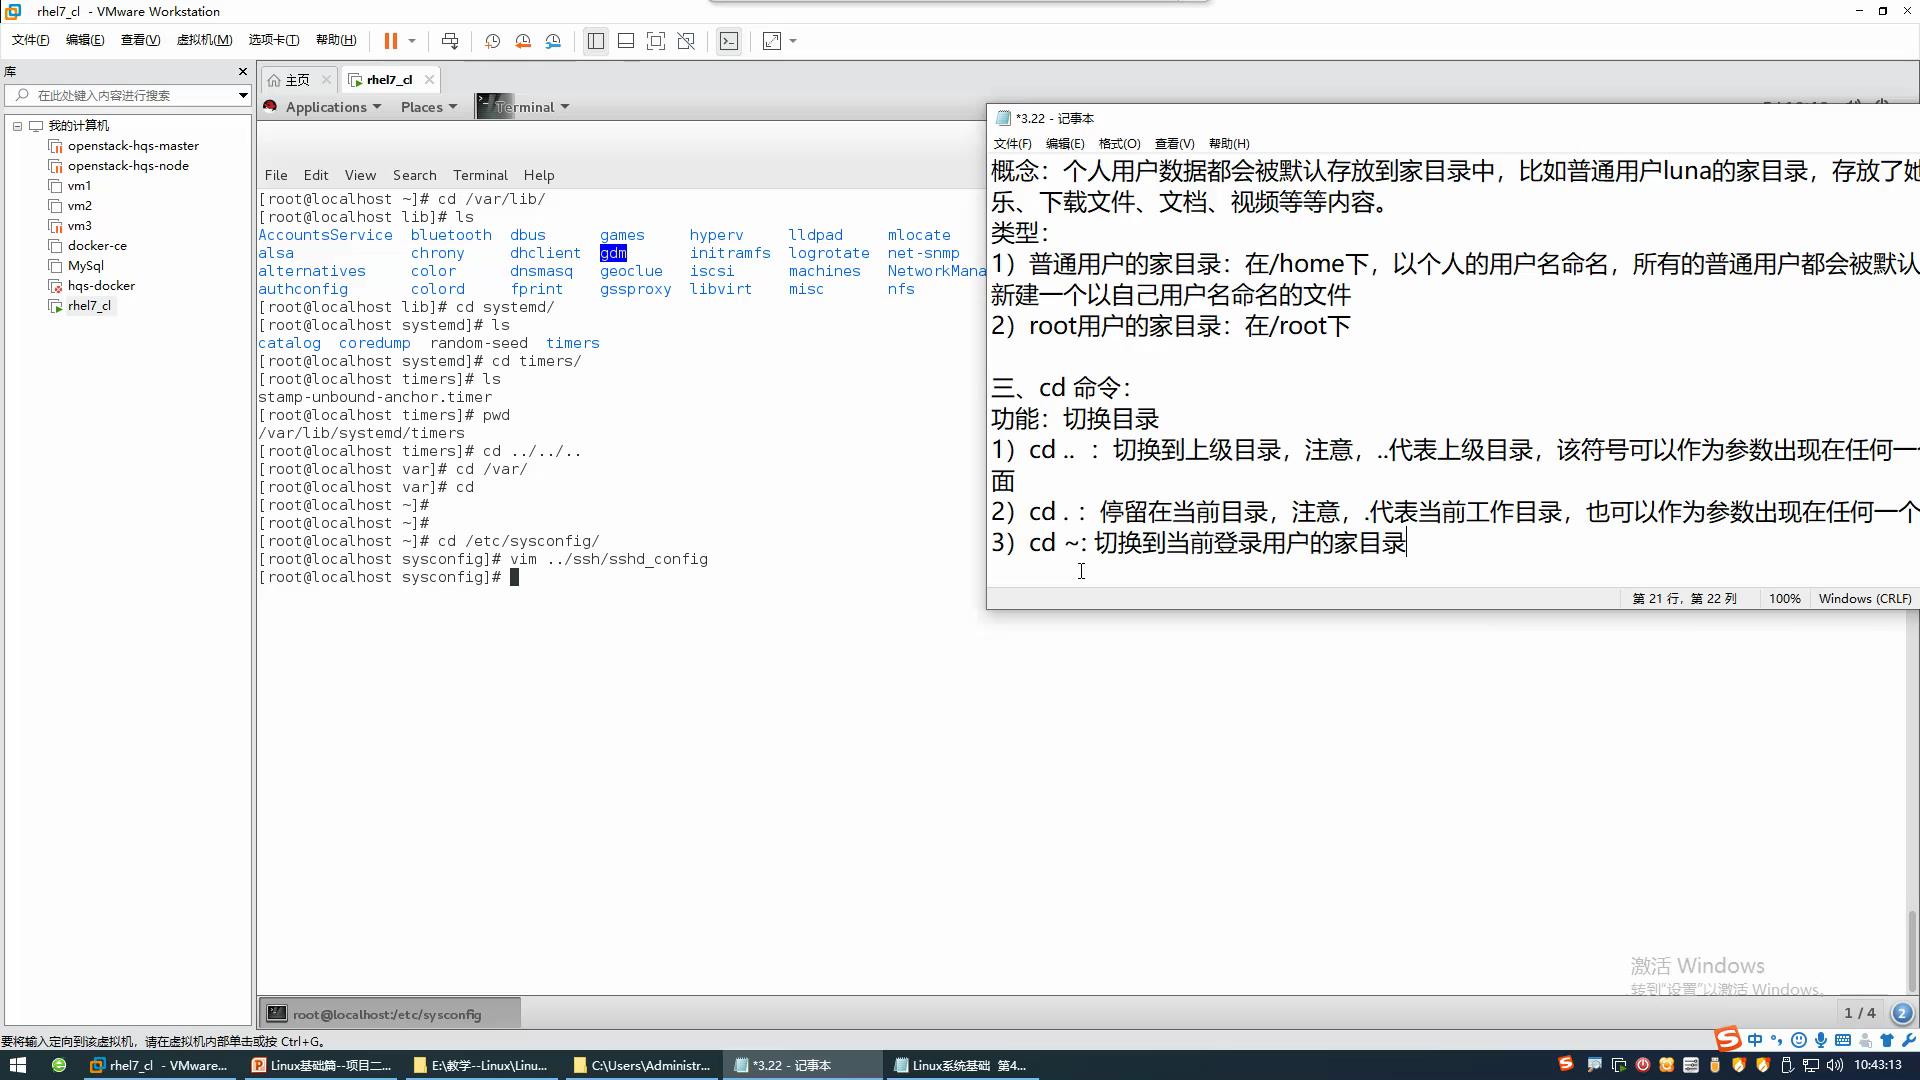 rhel7_cl - VMware Workstation
文件(F) 编辑(E) 查看(V) 虚拟机(M) 选项卡(T) 帮助(H)
库
在此处键入内容进行搜索
我的计算机
openstack-hqs-master
openstack-hqs-node
vm1
vm2
vm3
docker-ce
MySql
hqs-docker
rhel7_cl
主页
rhel7_cl
Applications Places Terminal
File Edit View Search Terminal Help
[root@localhost ~]# cd /var/lib/
[root@localhost lib]# ls
AccountsService bluetooth dbus games hyperv lldpad mlocate
alsa chrony dhclient gdm initramfs logrotate net-snmp
alternatives color dnsmasq geoclue iscsi machines NetworkMana
authconfig colord fprint gssproxy libvirt misc nfs
[root@localhost lib]# cd systemd/
[root@localhost systemd]# ls
catalog coredump random-seed timers
[root@localhost systemd]# cd timers/
[root@localhost timers]# ls
stamp-unbound-anchor.timer
[root@localhost timers]# pwd
/var/lib/systemd/timers
[root@localhost timers]# cd ../../..
[root@localhost var]# cd /var/
[root@localhost var]# cd
[root@localhost ~]#
[root@localhost ~]#
[root@localhost ~]# cd /etc/sysconfig/
[root@localhost sysconfig]# vim ../ssh/sshd_config
[root@localhost sysconfig]#
*3.22 - 记事本
文件(F) 编辑(E) 格式(O) 查看(V) 帮助(H)
概念：个人用户数据都会被默认存放到家目录中，比如普通用户luna的家目录，存放了她
乐、下载文件、文档、视频等等内容。
类型：
1）普通用户的家目录：在/home下，以个人的用户名命名，所有的普通用户都会被默认
新建一个以自己用户名命名的文件
2）root用户的家目录：在/root下
三、cd 命令：
功能：切换目录
1）cd .. ：切换到上级目录，注意，..代表上级目录，该符号可以作为参数出现在任何一个
面
2）cd . ：停留在当前目录，注意，.代表当前工作目录，也可以作为参数出现在任何一个
3）cd ~: 切换到当前登录用户的家目录
第 21 行，第 22 列 100% Windows (CRLF)
激活 Windows
转到"设置"以激活 Windows。
root@localhost:/etc/sysconfig
1 / 4
2
要将输入定向到该虚拟机，请在虚拟机内部单击或按 Ctrl+G。
中
rhel7_cl - VMware...
Linux基础篇--项目二...
E:\教学--Linux\Linu...
C:\Users\Administr...
*3.22 - 记事本
Linux系统基础 第4...
10:43:13